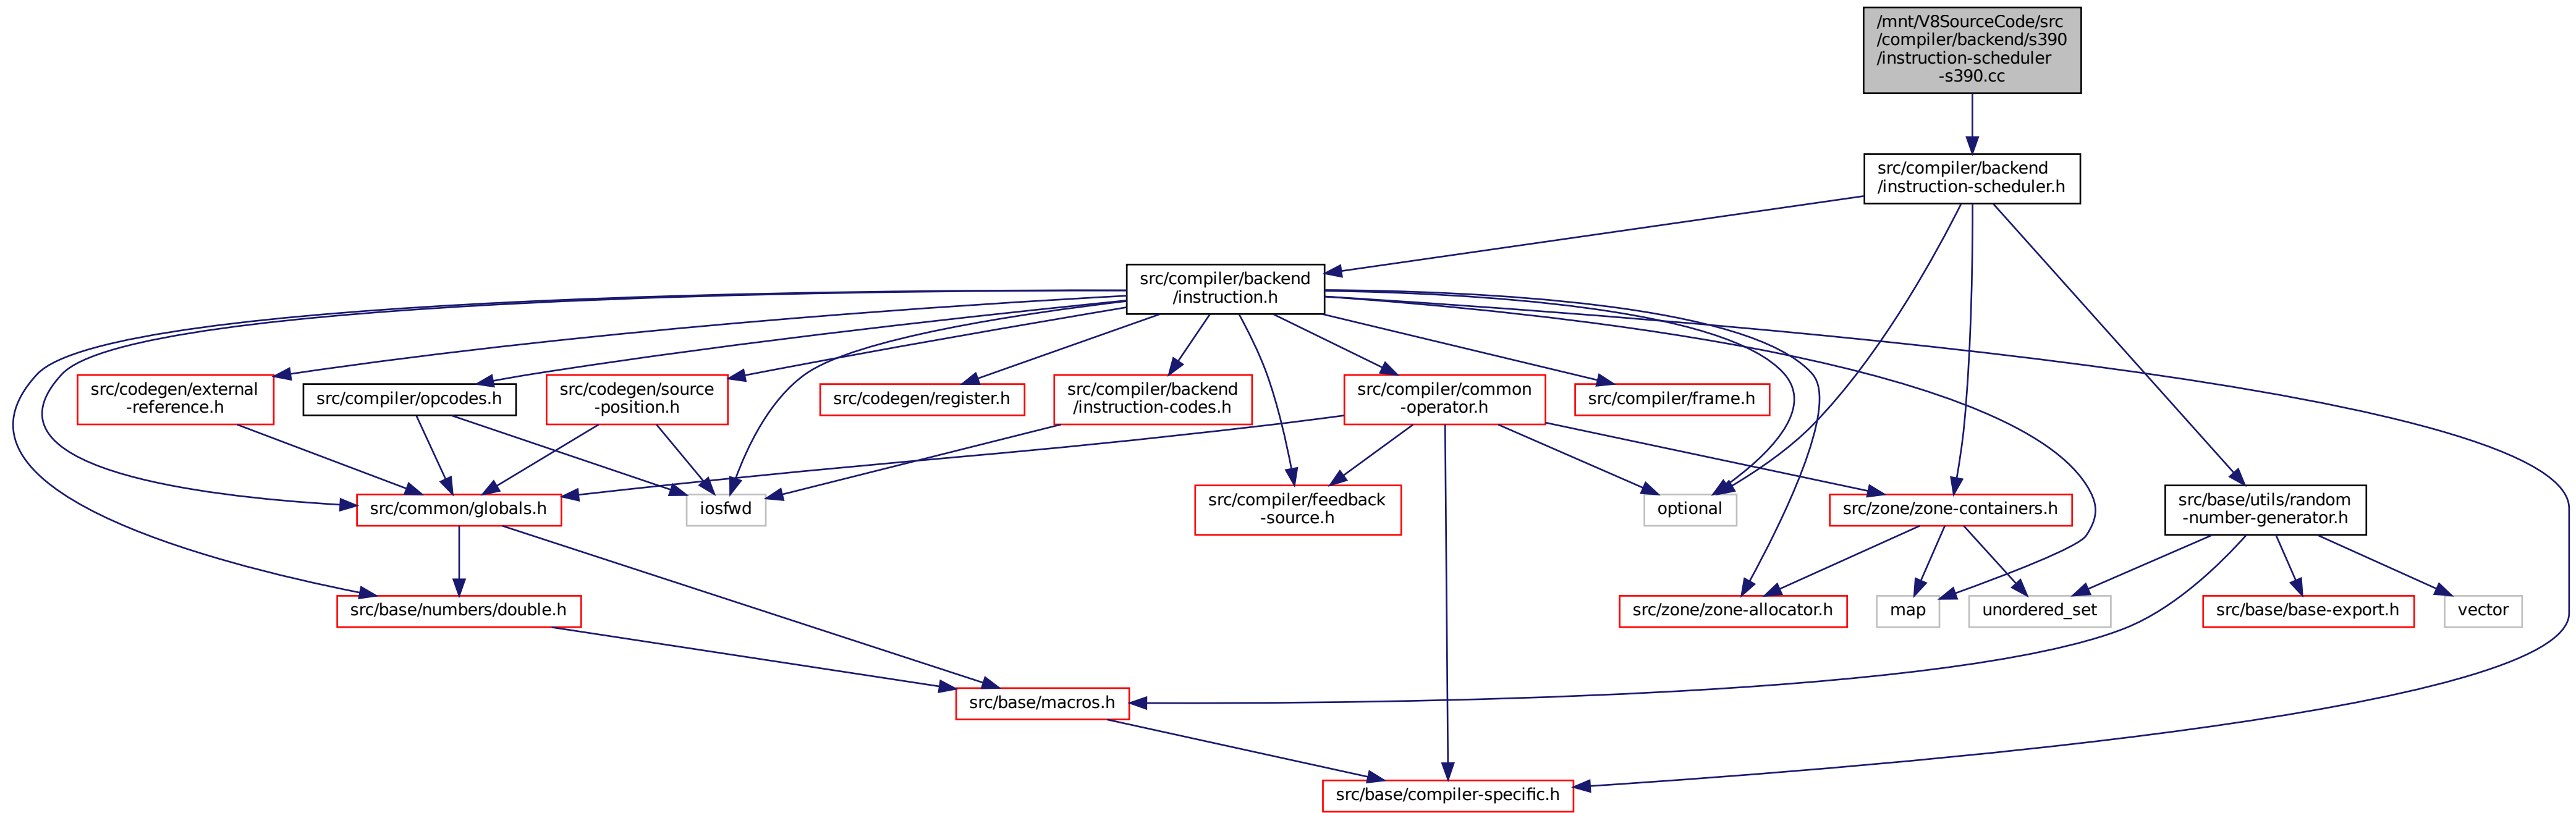 /mnt/V8SourceCode/src
/compiler/backend/s390
/instruction-scheduler
-s390.cc
src/compiler/backend
/instruction-scheduler.h
src/compiler/backend
/instruction.h
src/codegen/external
-reference.h
src/compiler/opcodes.h
src/codegen/source
-position.h
src/codegen/register.h
src/compiler/backend
/instruction-codes.h
src/compiler/common
-operator.h
src/compiler/frame.h
src/common/globals.h
iosfwd
src/compiler/feedback
-source.h
optional
src/zone/zone-containers.h
src/base/utils/random
-number-generator.h
src/base/numbers/double.h
src/zone/zone-allocator.h
map
unordered_set
src/base/base-export.h
vector
src/base/macros.h
src/base/compiler-specific.h